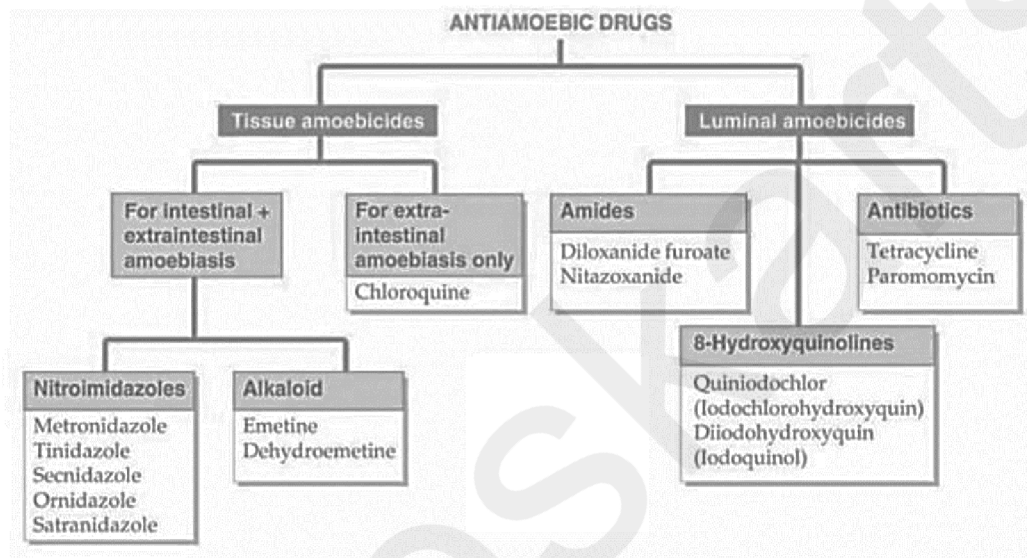 ANTIAMOEBIC DRUGS
Tissue amoebicides
Luminal amoebicides
For intestinal +
extraintestinal
amoebiasis
For extra-
intestinal
amoebiasis only
Chloroquine
Amides
Diloxanide furoate
Nitazoxanide
Antibiotics
Tetracycline
Paromomycin
8-Hydroxyquinolines
Quiniodochlor
(Iodochlorohydroxyquin)
Diiodohydroxyquin
(Iodoquinol)
Nitroimidazoles
Metronidazole
Tinidazole
Secnidazole
Ornidazole
Satranidazole
Alkaloid
Emetine
Dehydroemetine